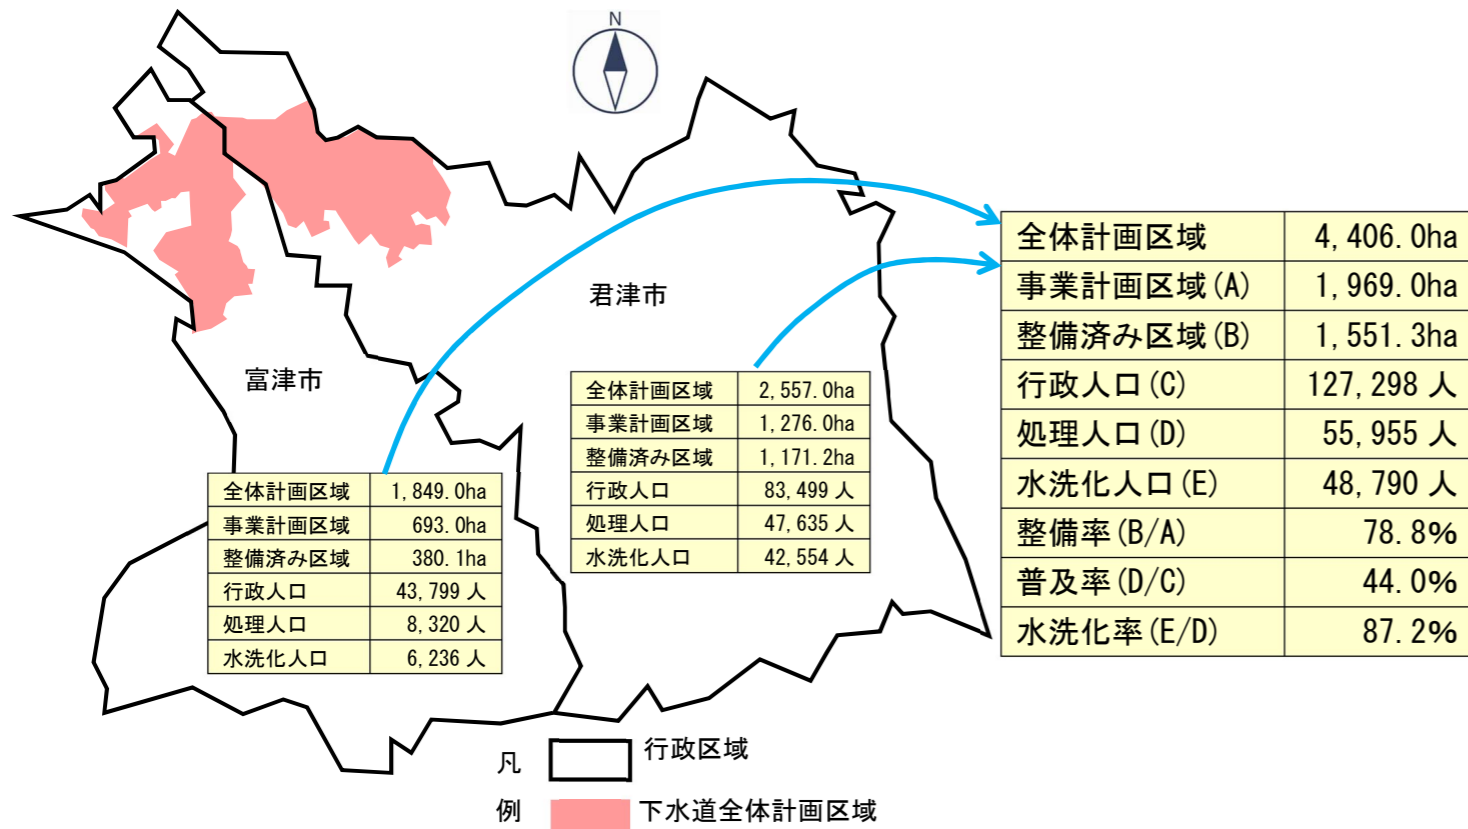 N
君津市
富津市
全体計画区域 4,406.0ha
事業計画区域(A) 1,969.0ha
整備済み区域(B) 1,551.3ha
行政人口(C) 127,298 人
処理人口(D) 55,955 人
水洗化人口(E) 48,790 人
整備率(B/A) 78.8%
普及率(D/C) 44.0%
水洗化率(E/D) 87.2%
全体計画区域 2,557.0ha
事業計画区域 1,276.0ha
整備済み区域 1,171.2ha
行政人口 83,499 人
処理人口 47,635 人
水洗化人口 42,554 人
全体計画区域 1,849.0ha
事業計画区域 693.0ha
整備済み区域 380.1ha
行政人口 43,799 人
処理人口 8,320 人
水洗化人口 6,236 人
凡例
行政区域
下水道全体計画区域